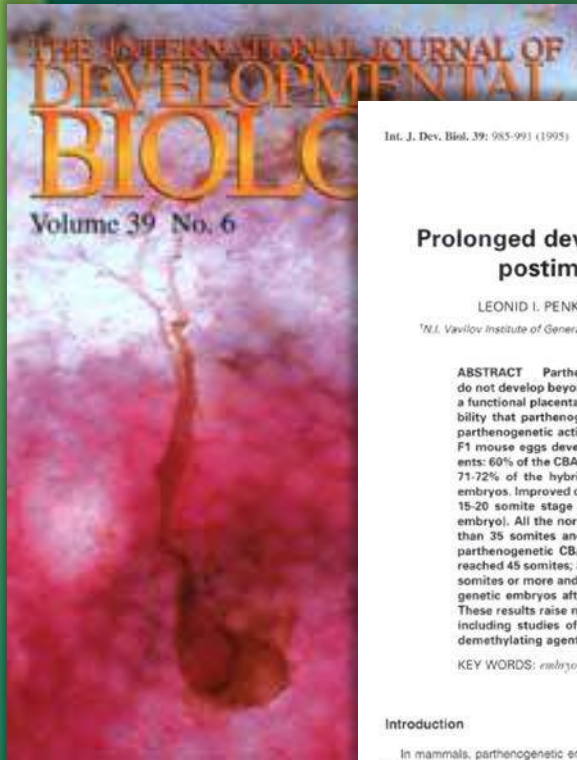 THE INTERNATIONAL JOURNAL OF
DEVELOPMENTAL
BIOLO
Volume 39 No. 6
Int. J. Dev. Biol. 39: 985-991 (1995)
Prolonged dev
postim
LEONID I. PENK
¹N.I. Vavilov Institute of Genera
ABSTRACT Parthe
do not develop beyo
a functional placenta
bility that parthenog
parthenogenetic acti
F1 mouse eggs deve
ents: 60% of the CBA
71-72% of the hybri
embryos. Improved c
15-20 somite stage
embryo). All the nor
than 35 somites an
parthenogenetic CB
reached 45 somites;
somites or more and
genetic embryos aft
These results raise n
including studies of
demethylating agent
KEY WORDS: embryo
Introduction
In mammals, parthenogenetic em